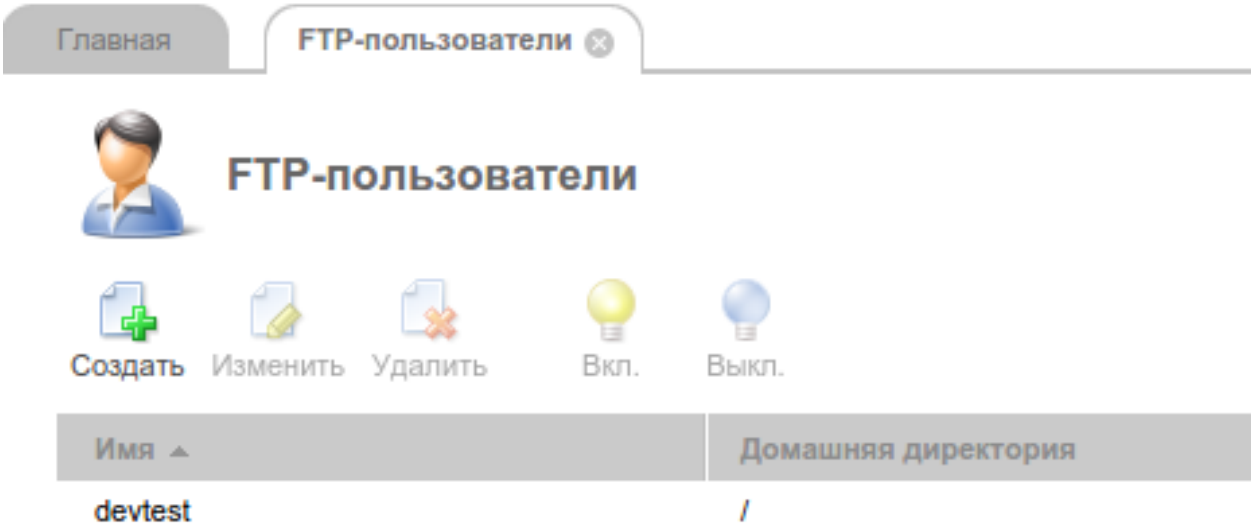 Главная FTP-пользователи
FTP-пользователи
Создать Изменить Удалить Вкл. Выкл.
Имя Домашняя директория
devtest /